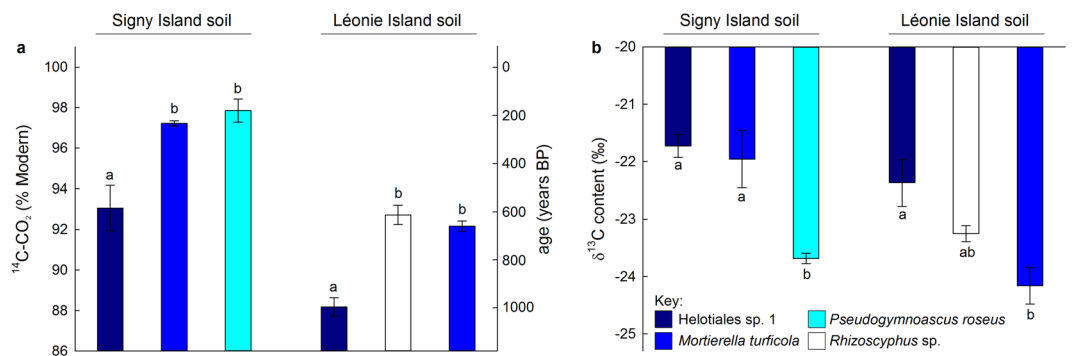 Signy Island soil Léonie Island soil
a
100
98
96
94
92
90
88
86
¹⁴C-CO₂ (% Modern)
a
b
b
a
b
b
0
200
400
600
800
1000
age (years BP)
Signy Island soil Léonie Island soil
b
-20
-21
-22
-23
-24
-25
δ¹³C content (‰)
a
a
b
a
ab
b
Key:
Helotiales sp. 1 Pseudogymnoascus roseus
Mortierella turficola Rhizoscyphus sp.